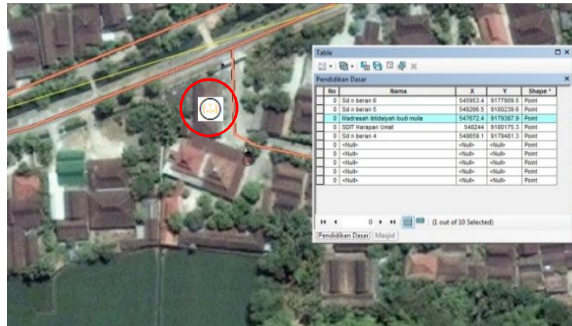 Table
Pendidikan Dasar
No Nama X Y Shape *
0 Sd n beran 6 545953.4 9177909.5 Point
0 Sd n beran 5 549266.5 9180239.6 Point
0 Madrasah ibtidaiyah budi mulia 547672.4 9179387.9 Point
0 SDIT Harapan Umat 548244 9180175.3 Point
0 Sd n beran 4 548659.1 9179481.3 Point
0 <Null> <Null> <Null> Point
0 <Null> <Null> <Null> Point
0 <Null> <Null> <Null> Point
0 <Null> <Null> <Null> Point
0 <Null> <Null> <Null> Point
0 (1 out of 10 Selected)
Pendidikan Dasar Masjid